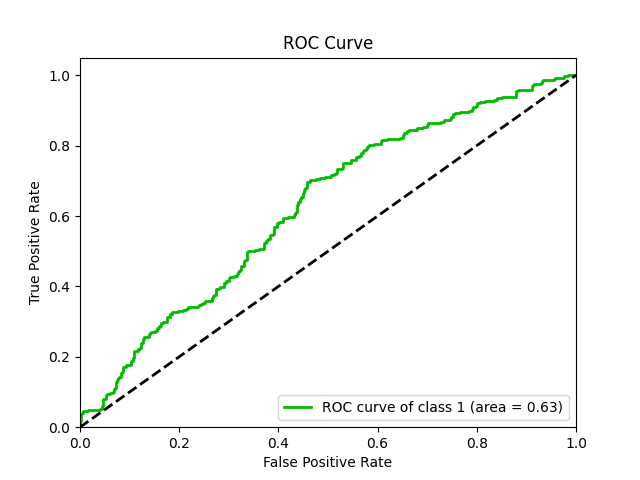 ROC Curve
1.0
0.8
0.6
0.4
0.2
0.0
True Positive Rate
ROC curve of class 1 (area = 0.63)
0.0 0.2 0.4 0.6 0.8 1.0
False Positive Rate